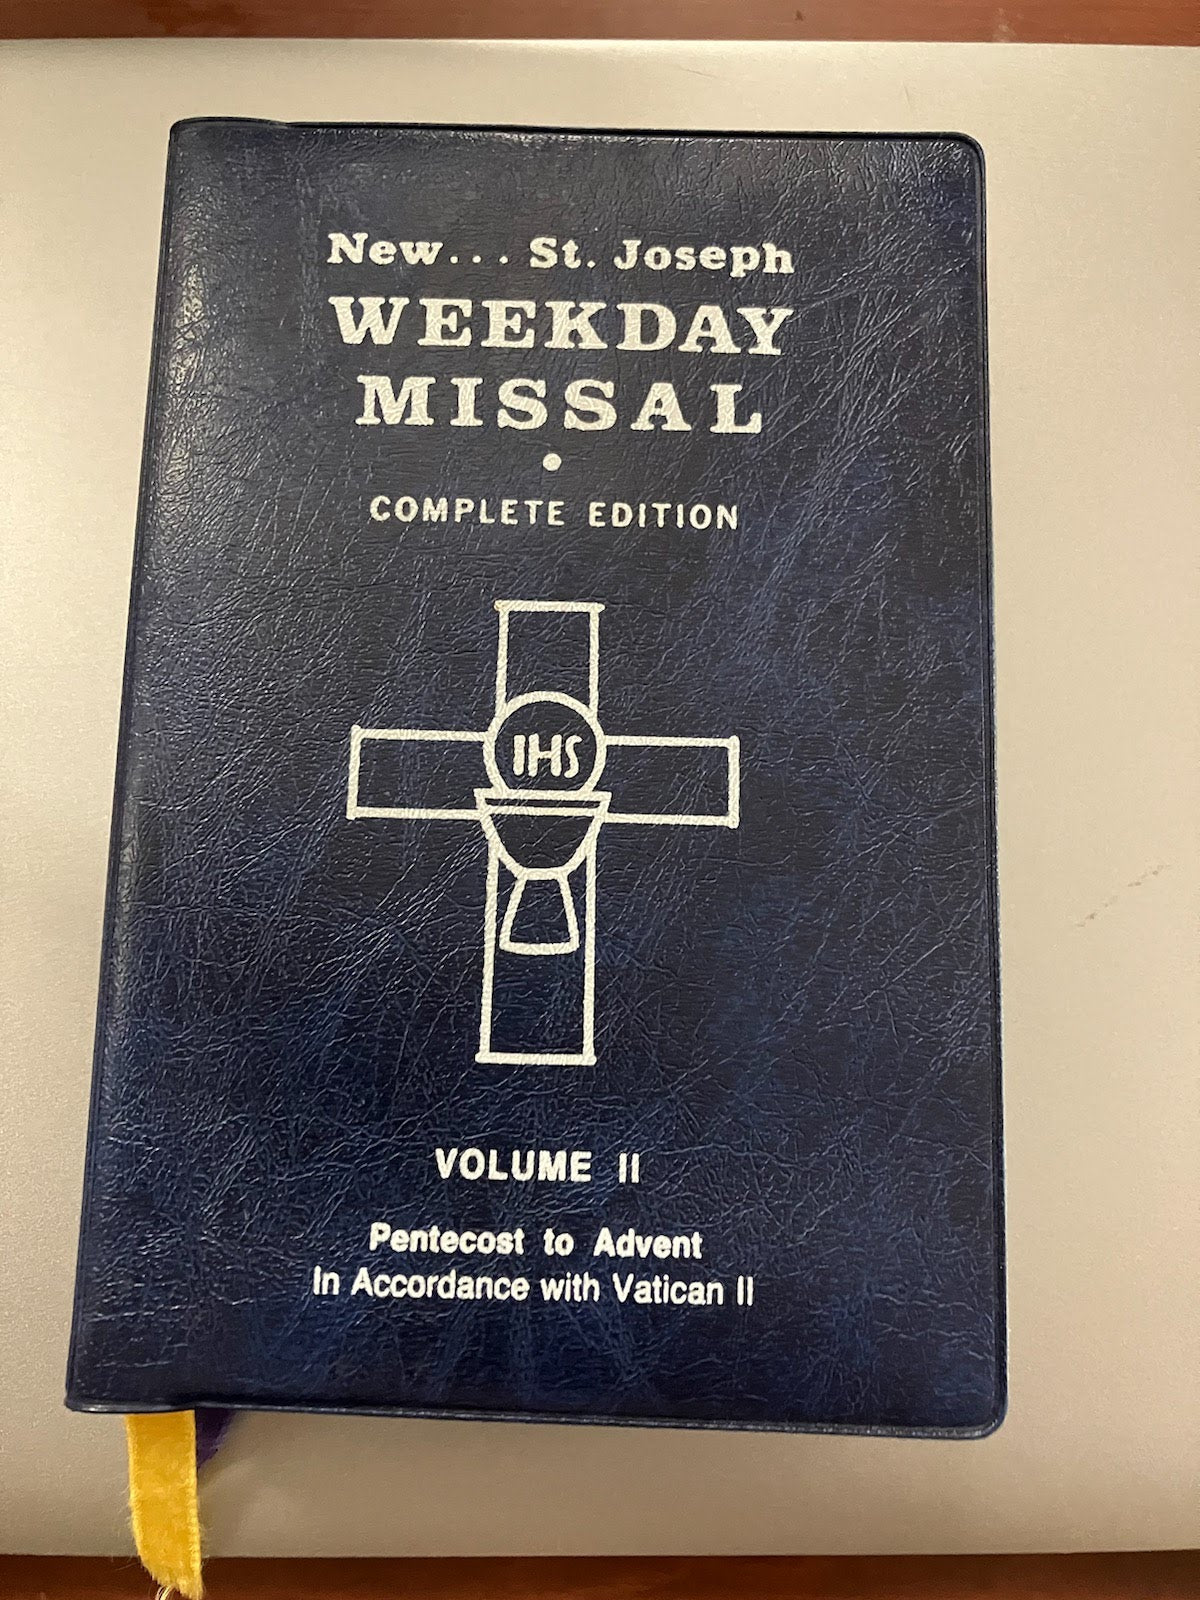 New... St. Joseph
WEEKDAY
MISSAL
•
COMPLETE EDITION
IHS
VOLUME II
Pentecost to Advent
In Accordance with Vatican II